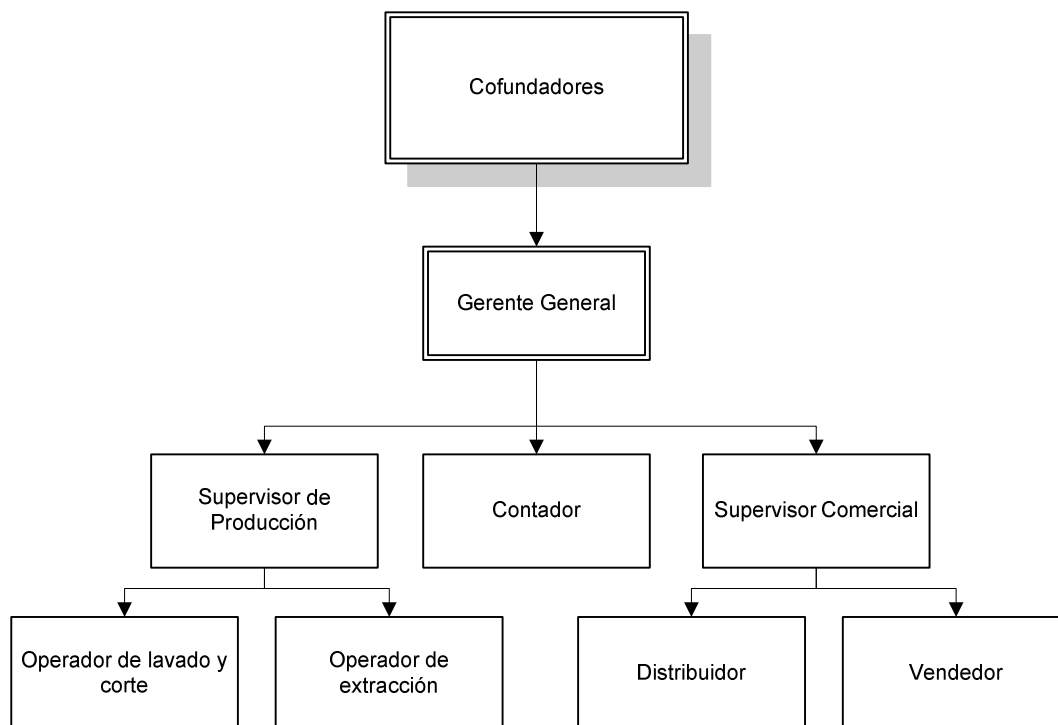 Cofundadores
Gerente General
Supervisor de
Producción
Contador
Supervisor Comercial
Operador de lavado y
corte
Operador de
extracción
Distribuidor
Vendedor